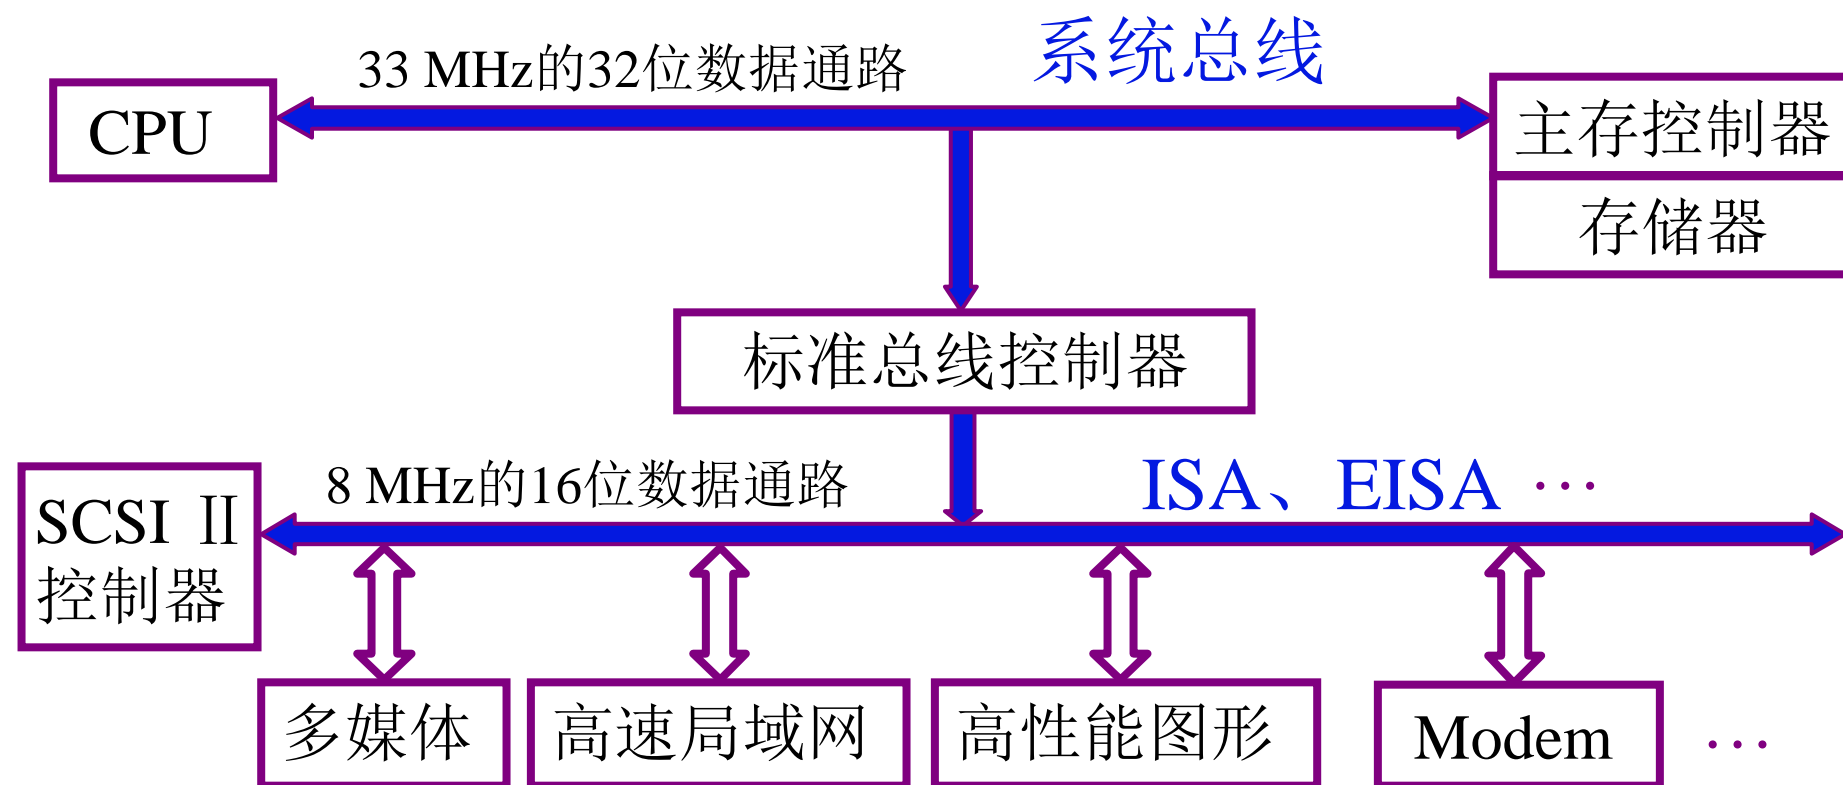 系统总线
33 MHz的32位数据通路
CPU
主存控制器
存储器
标准总线控制器
8 MHz的16位数据通路
ISA、EISA …
SCSI Ⅱ
控制器
多媒体
高速局域网
高性能图形
Modem
…